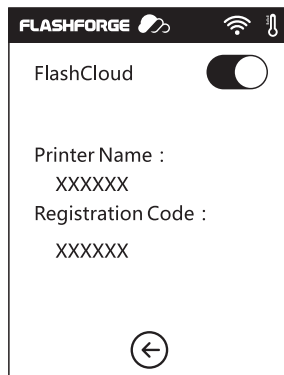 FLASHFORGE
FlashCloud
Printer Name :
XXXXXX
Registration Code :
XXXXXX